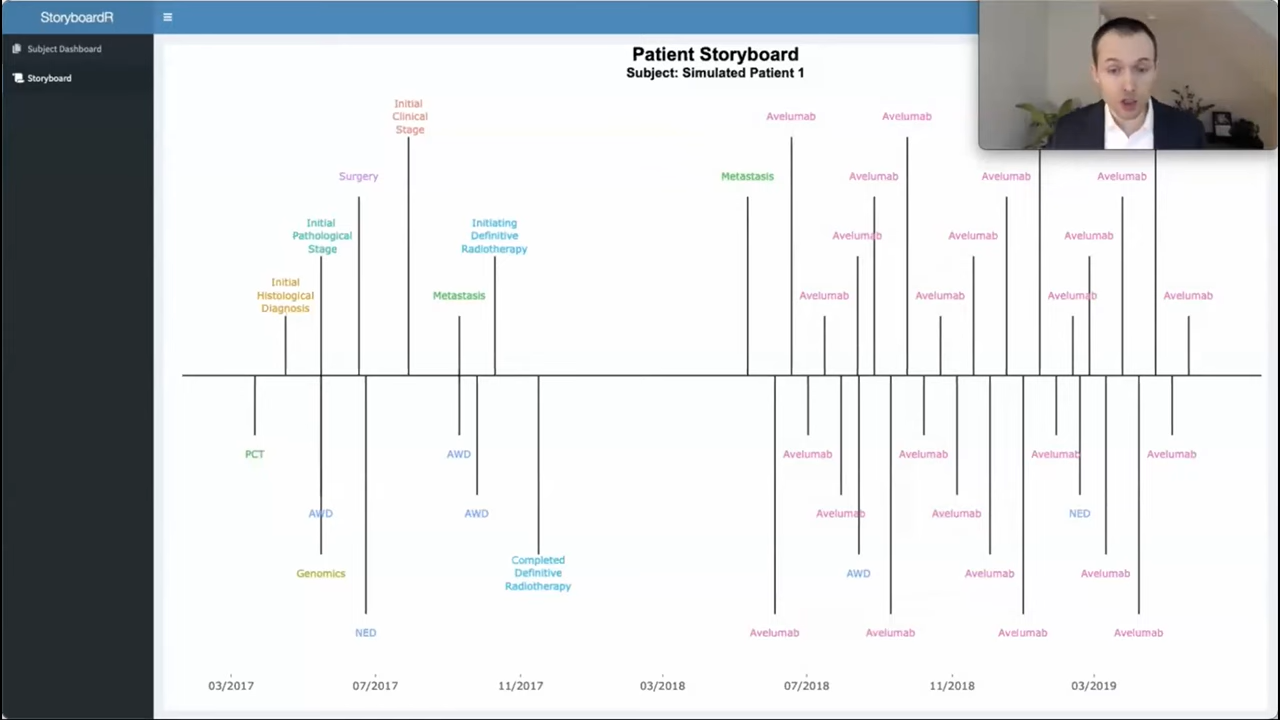 StoryboardR
Subject Dashboard
Storyboard
Patient Storyboard
Subject: Simulated Patient 1
Initial
Clinical
Stage
Avelumab
Avelumab
Surgery
Metastasis
Avelumab
Avelumab
Avelumab
Initial
Pathological
Stage
Initiating
Definitive
Radiotherapy
Avelumab
Avelumab
Avelumab
Initial
Histological
Diagnosis
Metastasis
Avelumab
Avelumab
Avelumab
Avelumab
PCT
AWD
Avelumab
Avelumab
Avelumab
Avelumab
AWD
AWD
Avelumab
Avelumab
NED
Genomics
Completed
Definitive
Radiotherapy
AWD
Avelumab
Avelumab
NED
Avelumab
Avelumab
Avelumab
Avelumab
03/2017
07/2017
11/2017
03/2018
07/2018
11/2018
03/2019